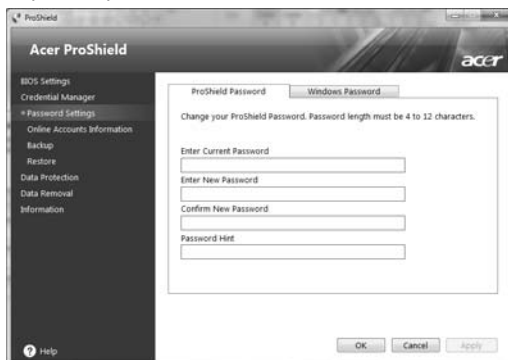 ProShield
Acer ProShield
acer
BIOS Settings
Credential Manager
Password Settings
Online Accounts Information
Backup
Restore
Data Protection
Data Removal
Information
Help
ProShield Password
Windows Password
Change your ProShield Password. Password length must be 4 to 12 characters.
Enter Current Password
Enter New Password
Confirm New Password
Password Hint
OK
Cancel
Apply